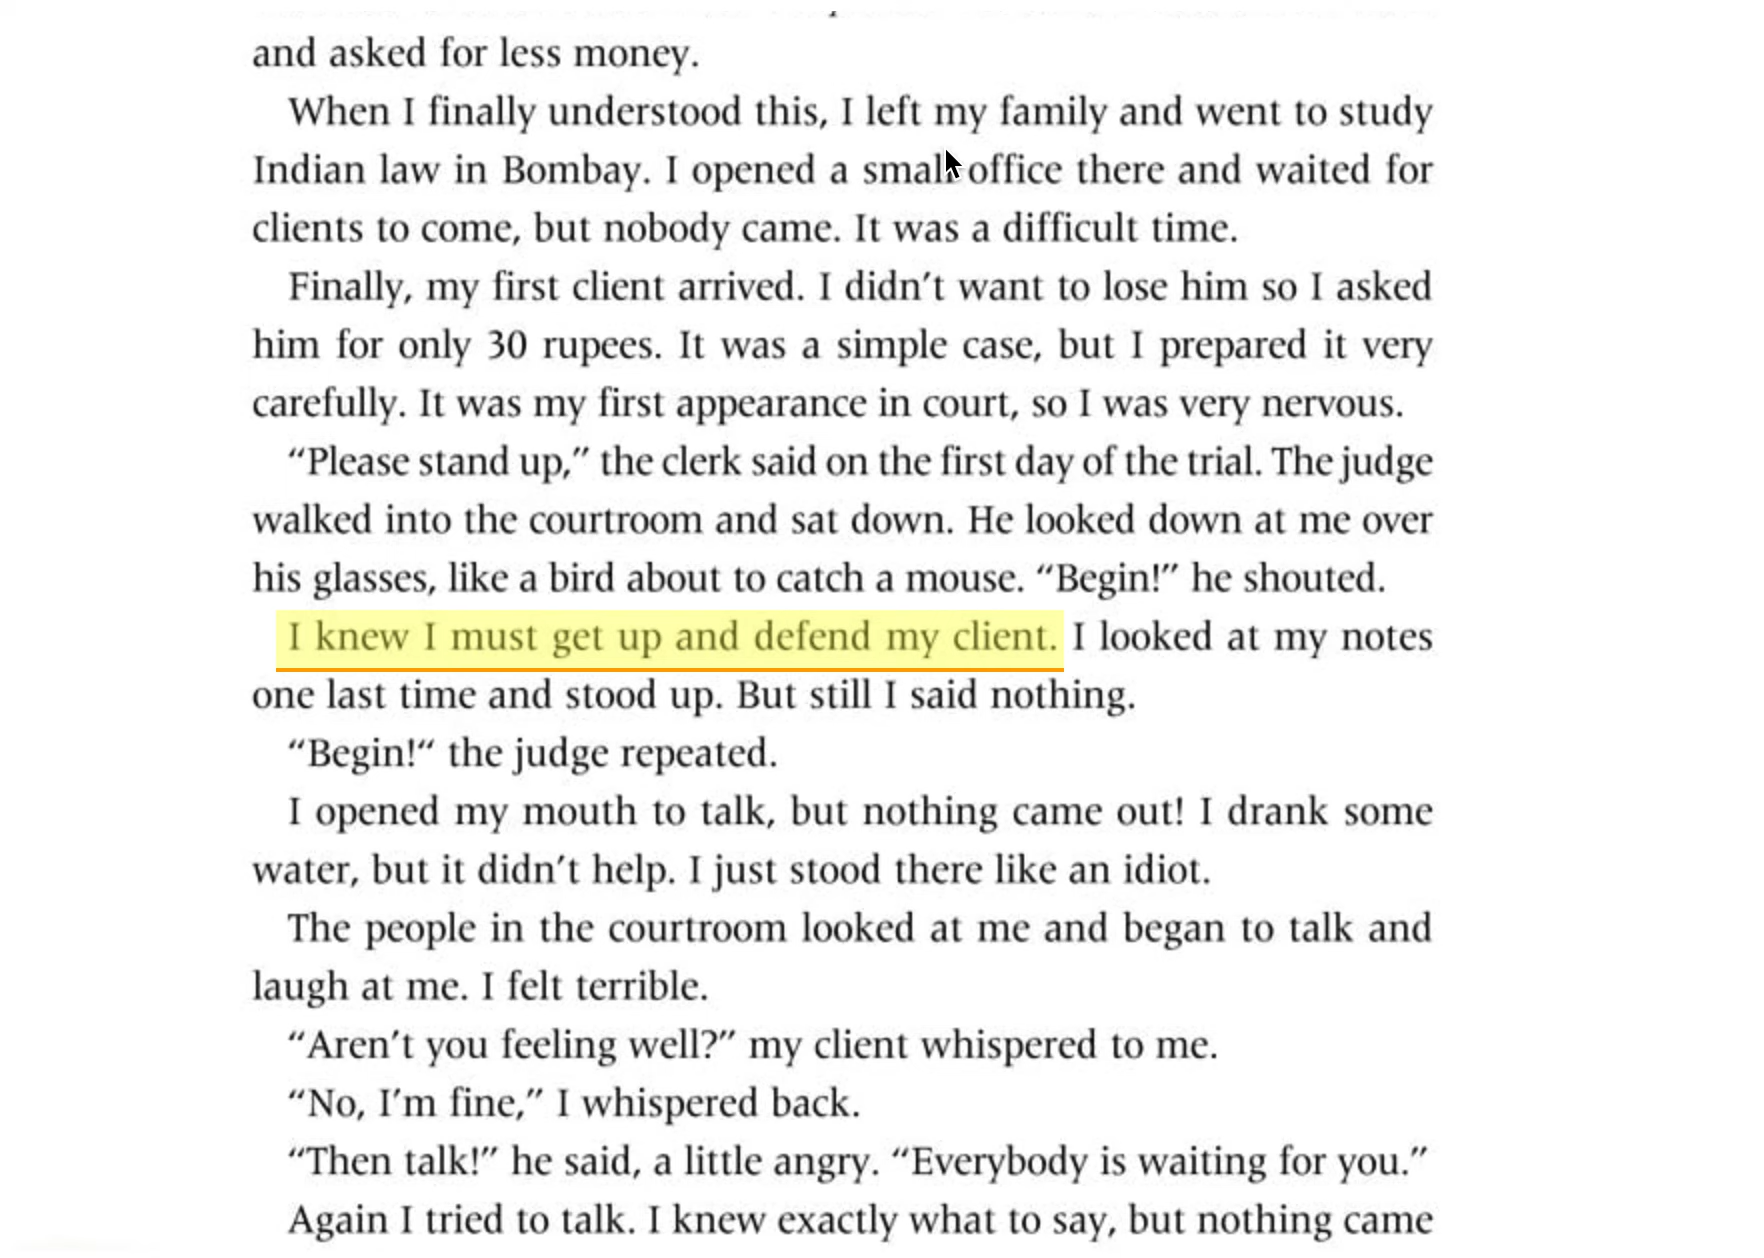 and asked for less money.
When I finally understood this, I left my family and went to study
Indian law in Bombay. I opened a small office there and waited for
clients to come, but nobody came. It was a difficult time.
Finally, my first client arrived. I didn’t want to lose him so I asked
him for only 30 rupees. It was a simple case, but I prepared it very
carefully. It was my first appearance in court, so I was very nervous.
“Please stand up,” the clerk said on the first day of the trial. The judge
walked into the courtroom and sat down. He looked down at me over
his glasses, like a bird about to catch a mouse. “Begin!” he shouted.
I knew I must get up and defend my client. I looked at my notes
one last time and stood up. But still I said nothing.
“Begin!“ the judge repeated.
I opened my mouth to talk, but nothing came out! I drank some
water, but it didn’t help. I just stood there like an idiot.
The people in the courtroom looked at me and began to talk and
laugh at me. I felt terrible.
“Aren’t you feeling well?” my client whispered to me.
“No, I’m fine,” I whispered back.
“Then talk!” he said, a little angry. “Everybody is waiting for you.”
Again I tried to talk. I knew exactly what to say, but nothing came